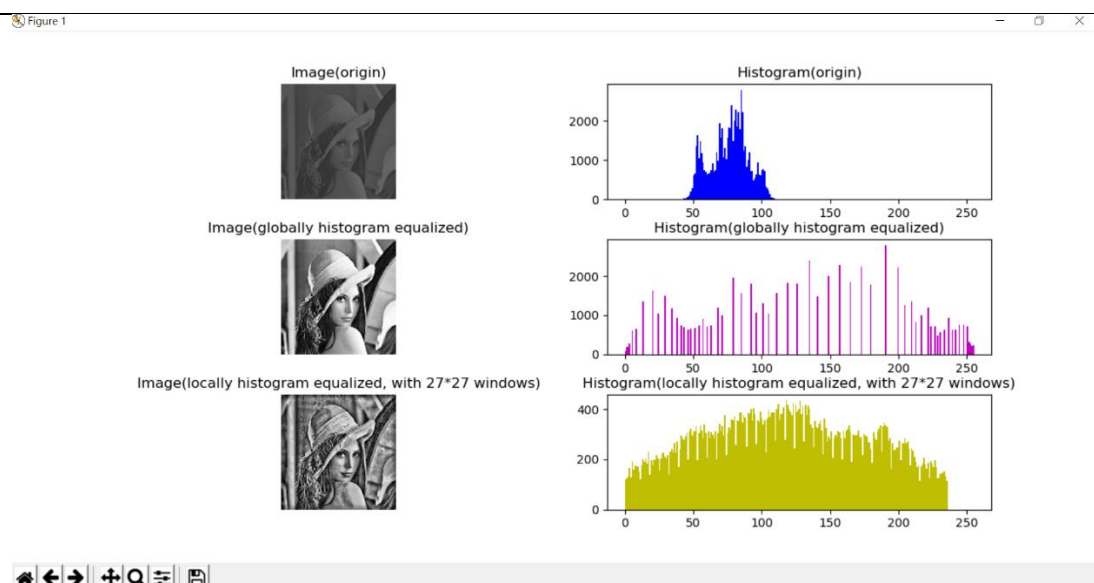 Figure 1
Image(origin)
Histogram(origin)
2000
1000
0
0 50 100 150 200 250
Image(globally histogram equalized)
Histogram(globally histogram equalized)
2000
1000
0
0 50 100 150 200 250
Image(locally histogram equalized, with 27*27 windows)
Histogram(locally histogram equalized, with 27*27 windows)
400
200
0
0 50 100 150 200 250